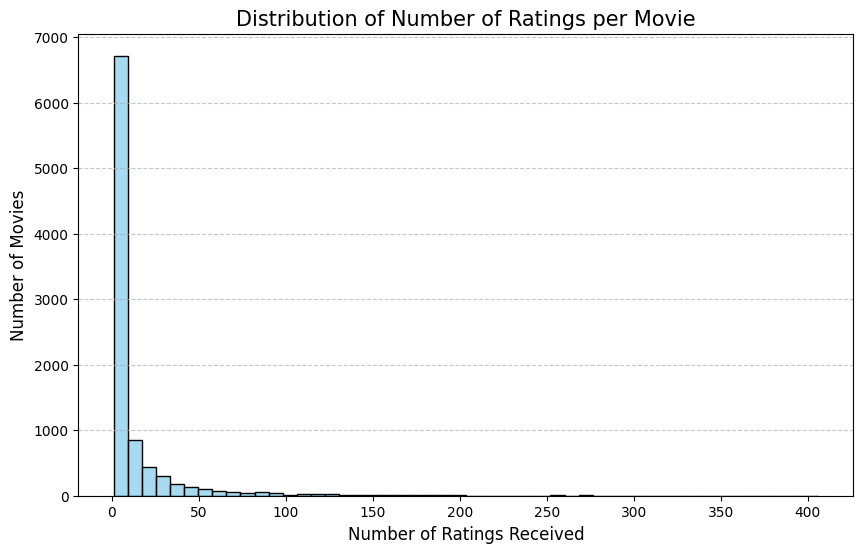 Distribution of Number of Ratings per Movie
7000
6000
5000
4000
3000
2000
1000
0
Number of Movies
0 50 100 150 200 250 300 350 400
Number of Ratings Received